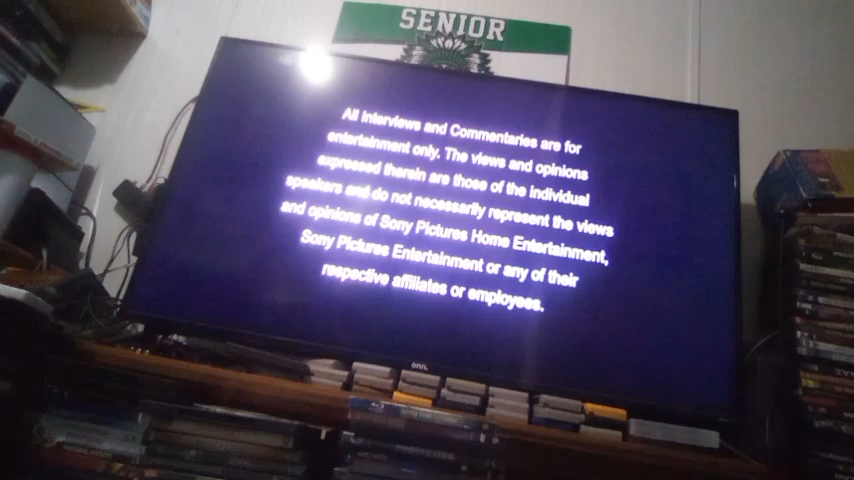 SENIOR
All Interviews and Commentaries are for
entertainment only. The views and opinions
expressed therein are those of the individual
speakers and do not necessarily represent the views
and opinions of Sony Pictures Home Entertainment,
Sony Pictures Entertainment or any of their
respective affiliates or employees.
onn.